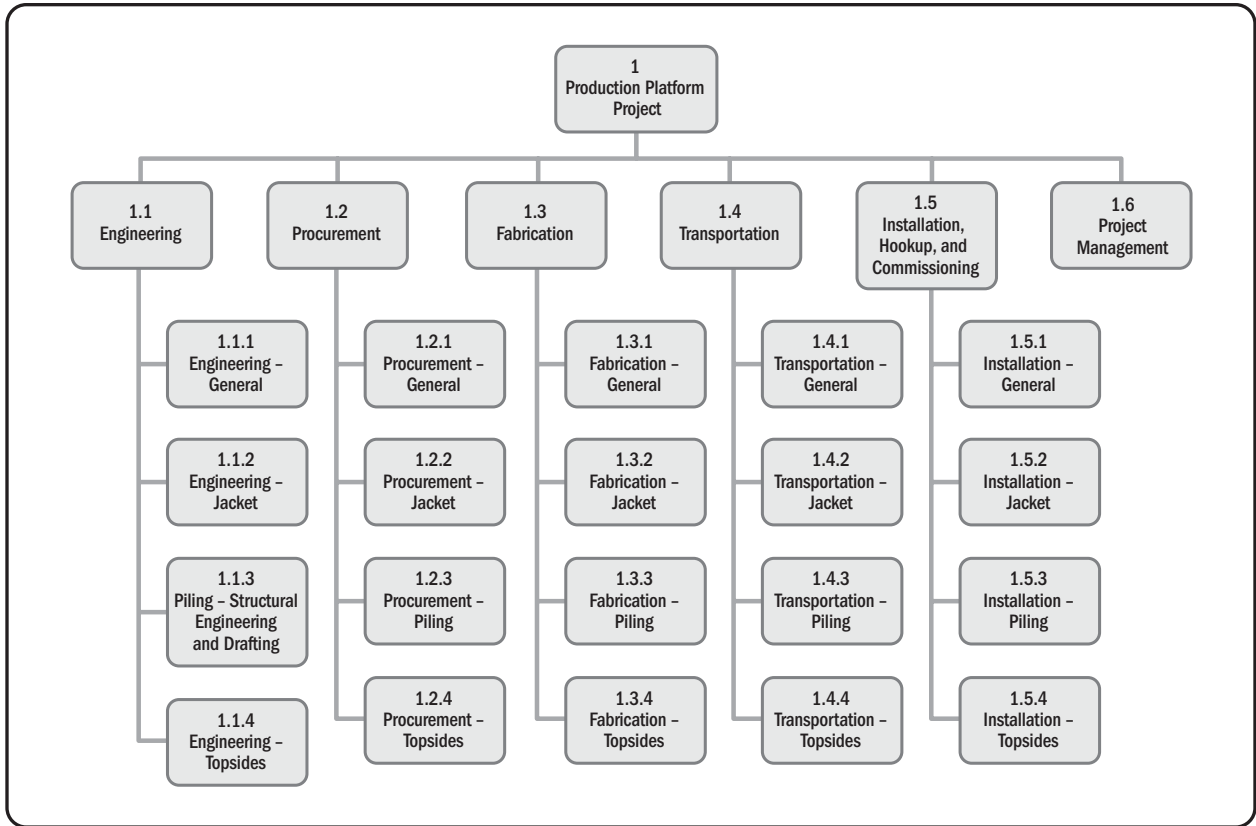 1
Production Platform
Project
1.1
Engineering
1.2
Procurement
1.3
Fabrication
1.4
Transportation
1.5
Installation,
Hookup, and
Commissioning
1.6
Project
Management
1.1.1
Engineering –
General
1.1.2
Engineering –
Jacket
1.1.3
Piling – Structural
Engineering
and Drafting
1.1.4
Engineering –
Topsides
1.2.1
Procurement –
General
1.2.2
Procurement –
Jacket
1.2.3
Procurement –
Piling
1.2.4
Procurement –
Topsides
1.3.1
Fabrication –
General
1.3.2
Fabrication –
Jacket
1.3.3
Fabrication –
Piling
1.3.4
Fabrication –
Topsides
1.4.1
Transportation –
General
1.4.2
Transportation –
Jacket
1.4.3
Transportation –
Piling
1.4.4
Transportation –
Topsides
1.5.1
Installation –
General
1.5.2
Installation –
Jacket
1.5.3
Installation –
Piling
1.5.4
Installation –
Topsides